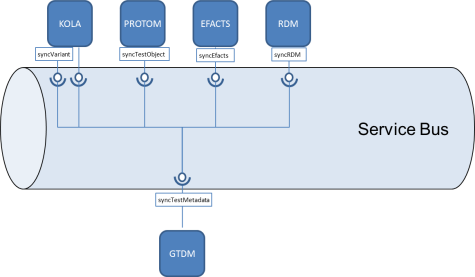 KOLA
PROTOM
EFACTS
RDM
syncVariant
syncTestObject
syncEfacts
syncRDM
Service Bus
syncTestMetadata
GTDM